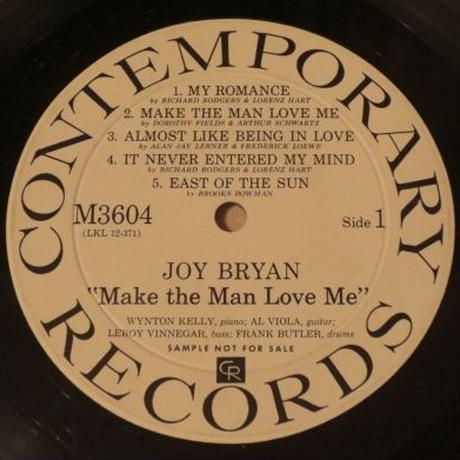 CONTEMPORARY
1. MY ROMANCE
by RICHARD RODGERS & LORENZ HART
2. MAKE THE MAN LOVE ME
by DOROTHY FIELDS & ARTHUR SCHWARTZ
3. ALMOST LIKE BEING IN LOVE
by ALAN JAY LERNER & FREDERICK LOEWE
4. IT NEVER ENTERED MY MIND
by RICHARD RODGERS & LORENZ HART
5. EAST OF THE SUN
by BROOKS BOWMAN
M3604
(LKL 12-371)
Side 1
JOY BRYAN
"Make the Man Love Me"
WYNTON KELLY, piano; AL VIOLA, guitar;
LEROY VINNEGAR, bass; FRANK BUTLER, drums
SAMPLE NOT FOR SALE
CR
RECORDS